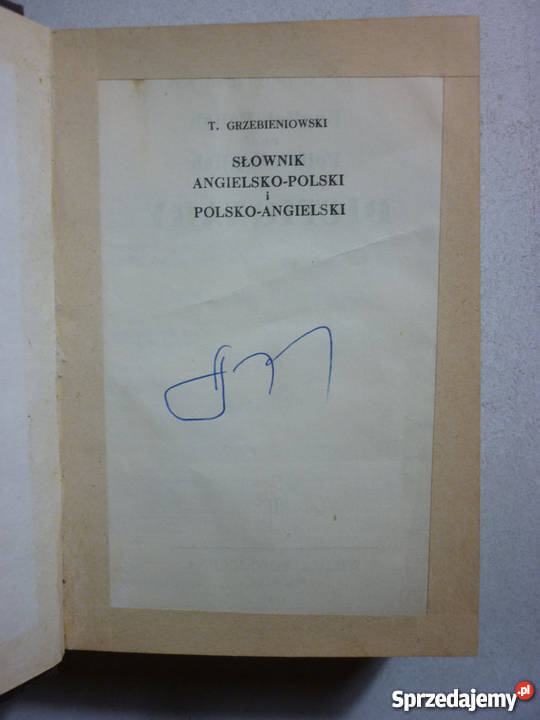 T. GRZEBIENIOWSKI
SŁOWNIK
ANGIELSKO-POLSKI
i
POLSKO-ANGIELSKI
Sprzedajemy.pl